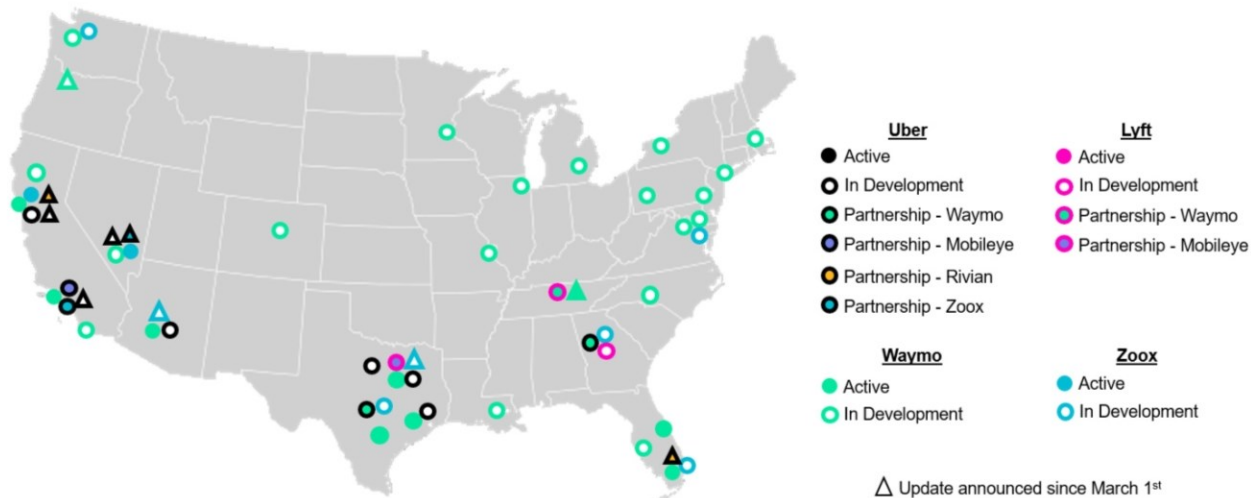 Uber
Active
In Development
Partnership - Waymo
Partnership - Mobileye
Partnership - Rivian
Partnership - Zoox
Lyft
Active
In Development
Partnership - Waymo
Partnership - Mobileye
Waymo
Active
In Development
Zoox
Active
In Development
Update announced since March 1st